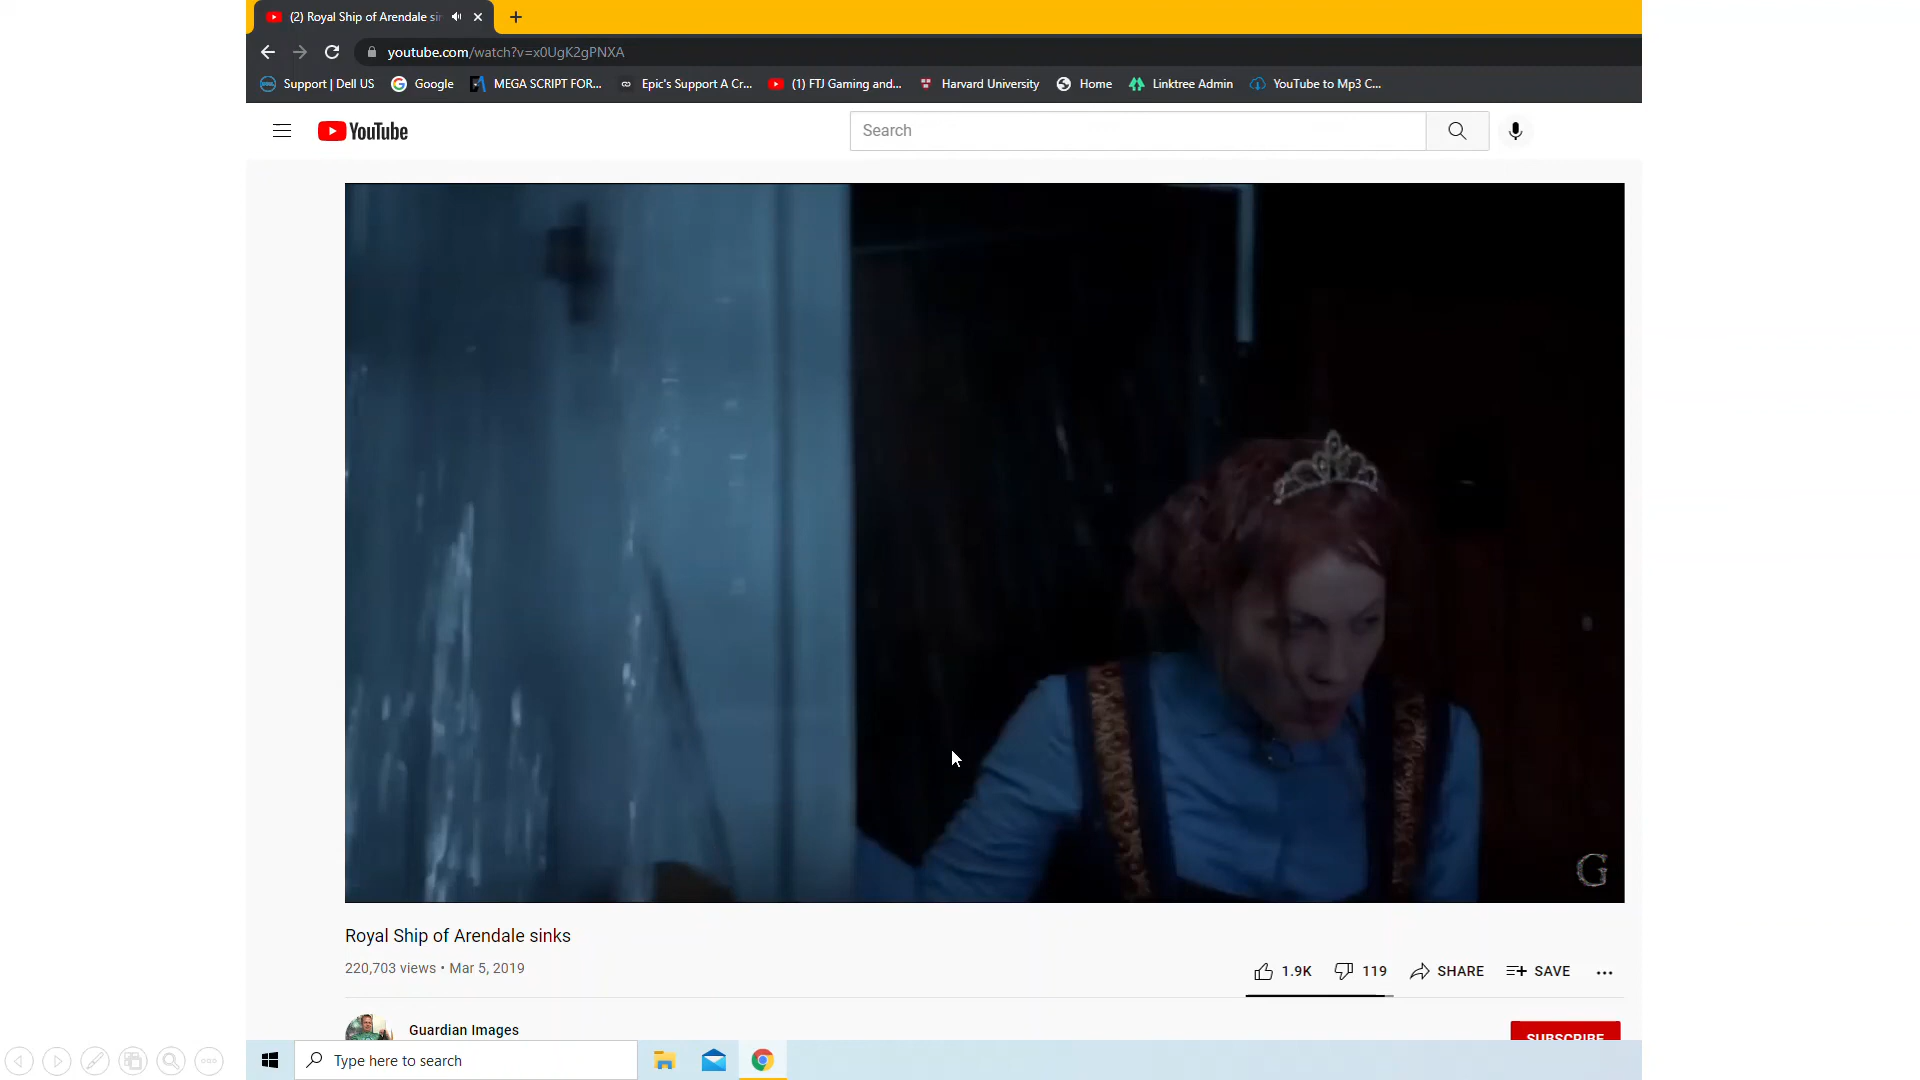 (2) Royal Ship of Arendale sin
youtube.com/watch?v=x0UgK2gPNXA
Support | Dell US Google MEGA SCRIPT FOR... Epic's Support A Cr... (1) FTJ Gaming and... Harvard University Home Linktree Admin YouTube to Mp3 C...
YouTube
Search
G
Royal Ship of Arendale sinks
220,703 views • Mar 5, 2019
1.9K 119 SHARE SAVE
Guardian Images
SUBSCRIBE
Type here to search